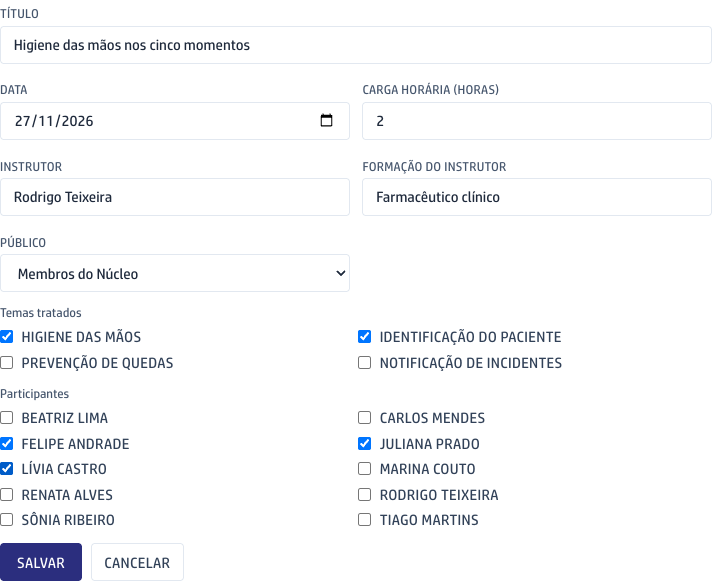 TÍTULO
Higiene das mãos nos cinco momentos
DATA CARGA HORÁRIA (HORAS)
27/11/2026 2
INSTRUTOR FORMAÇÃO DO INSTRUTOR
Rodrigo Teixeira Farmacêutico clínico
PÚBLICO
Membros do Núcleo
Temas tratados
HIGIENE DAS MÃOS IDENTIFICAÇÃO DO PACIENTE
PREVENÇÃO DE QUEDAS NOTIFICAÇÃO DE INCIDENTES
Participantes
BEATRIZ LIMA CARLOS MENDES
FELIPE ANDRADE JULIANA PRADO
LÍVIA CASTRO MARINA COUTO
RENATA ALVES RODRIGO TEIXEIRA
SÔNIA RIBEIRO TIAGO MARTINS
SALVAR CANCELAR